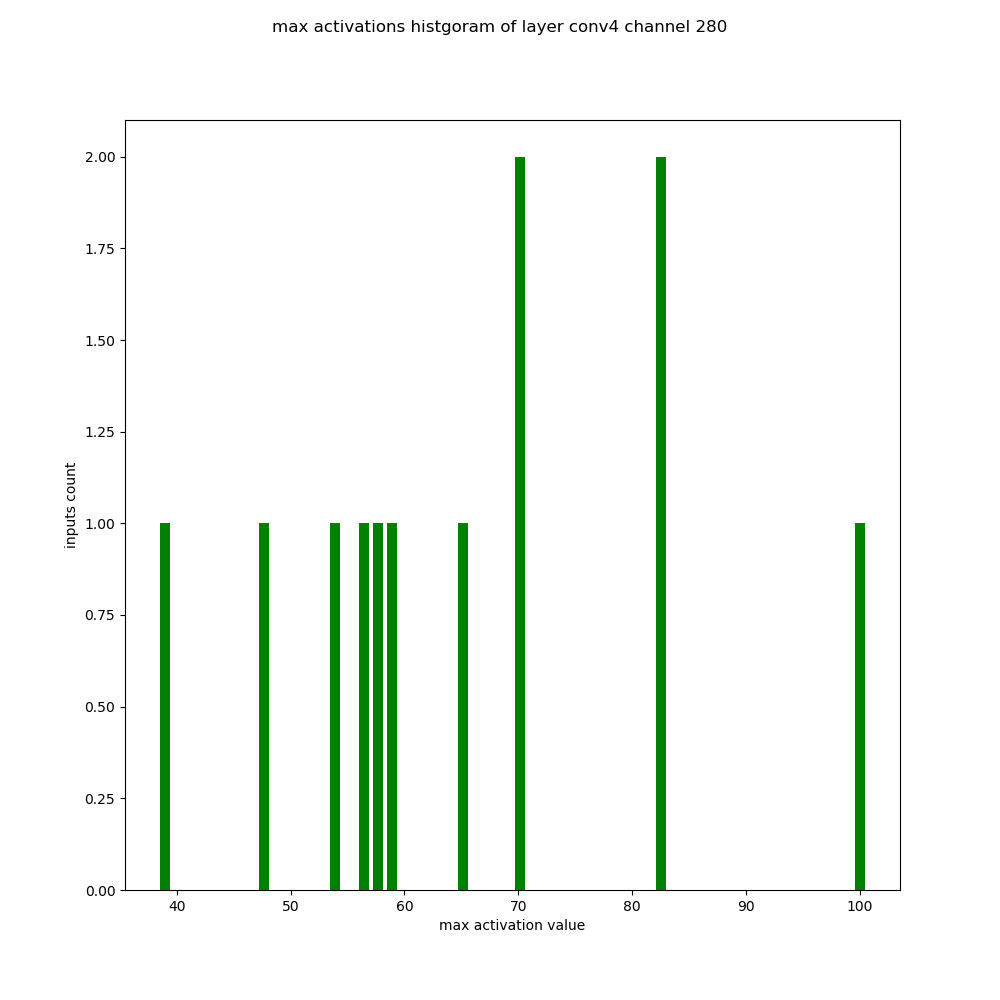 max activations histgoram of layer conv4 channel 280
2.00
1.75
1.50
1.25
1.00
0.75
0.50
0.25
0.00
inputs count
40 50 60 70 80 90 100
max activation value